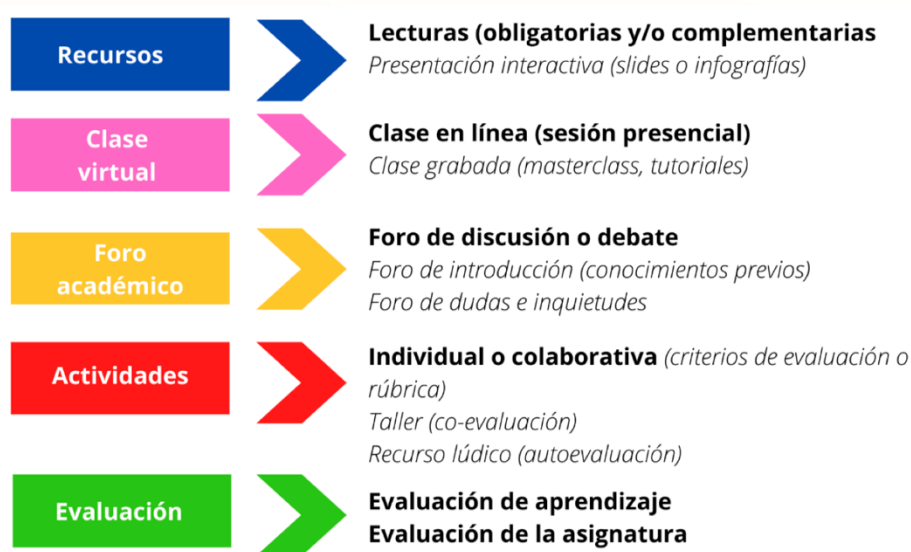 Recursos
Lecturas (obligatorias y/o complementarias
Presentación interactiva (slides o infografías)
Clase
virtual
Clase en línea (sesión presencial)
Clase grabada (masterclass, tutoriales)
Foro
académico
Foro de discusión o debate
Foro de introducción (conocimientos previos)
Foro de dudas e inquietudes
Actividades
Individual o colaborativa (criterios de evaluación o
rúbrica)
Taller (co-evaluación)
Recurso lúdico (autoevaluación)
Evaluación
Evaluación de aprendizaje
Evaluación de la asignatura